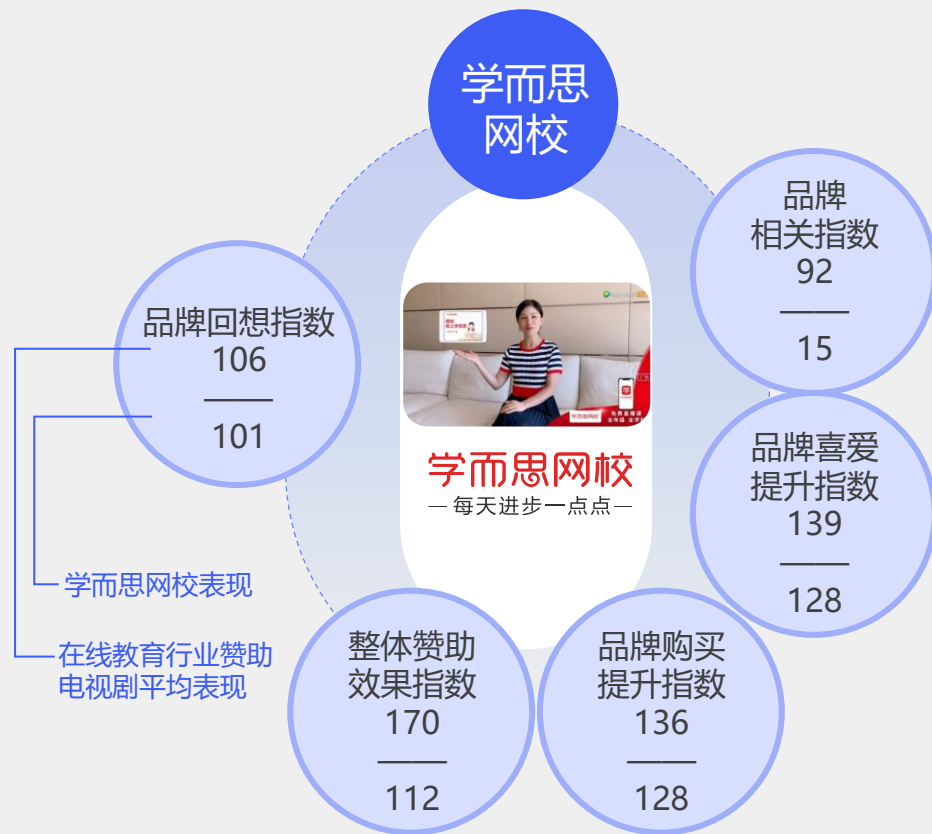 学而思
网校
品牌
相关指数
92
15
品牌回想指数
106
101
品牌喜爱
提升指数
139
128
学而思网校
—每天进步一点点—
学而思网校表现
在线教育行业赞助
电视剧平均表现
整体赞助
效果指数
170
112
品牌购买
提升指数
136
128